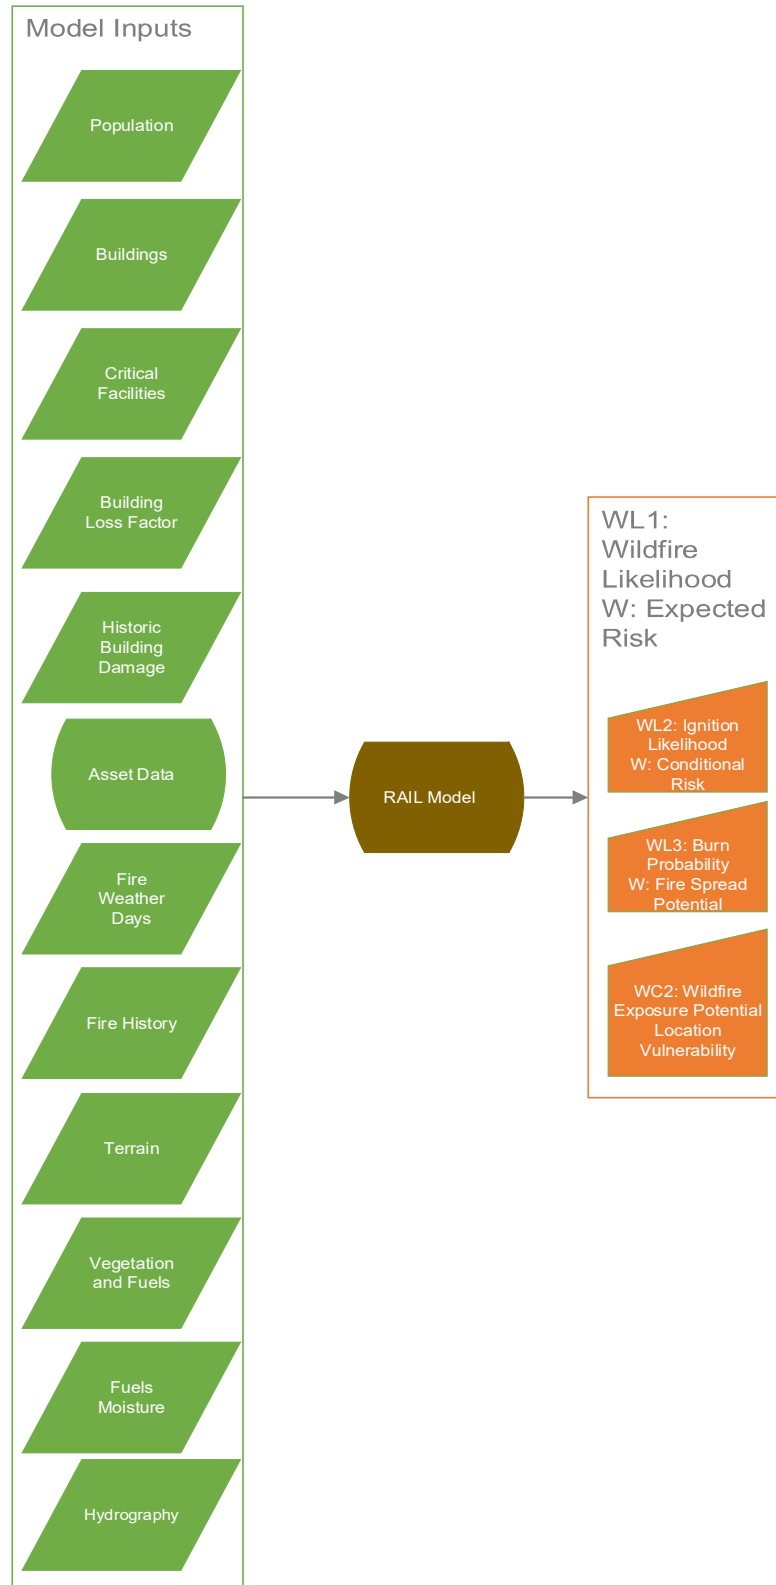 Model Inputs
Population
Buildings
Critical
Facilities
Building
Loss Factor
Historic
Building
Damage
Asset Data
Fire
Weather
Days
Fire History
Terrain
Vegetation
and Fuels
Fuels
Moisture
Hydrography
RAIL Model
WL1:
Wildfire
Likelihood
W: Expected
Risk
WL2: Ignition
Likelihood
W: Conditional
Risk
WL3: Burn
Probability
W: Fire Spread
Potential
WC2: Wildfire
Exposure Potential
Location
Vulnerability